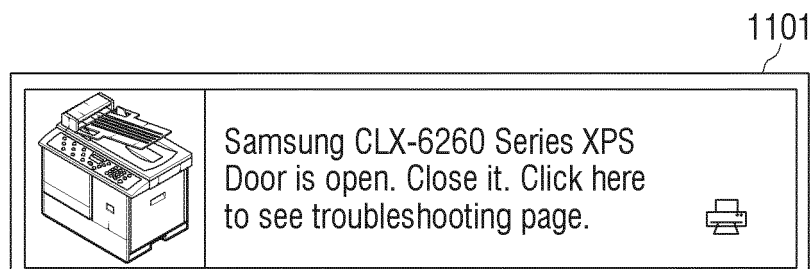 1101
Samsung CLX-6260 Series XPS
Door is open. Close it. Click here
to see troubleshooting page.